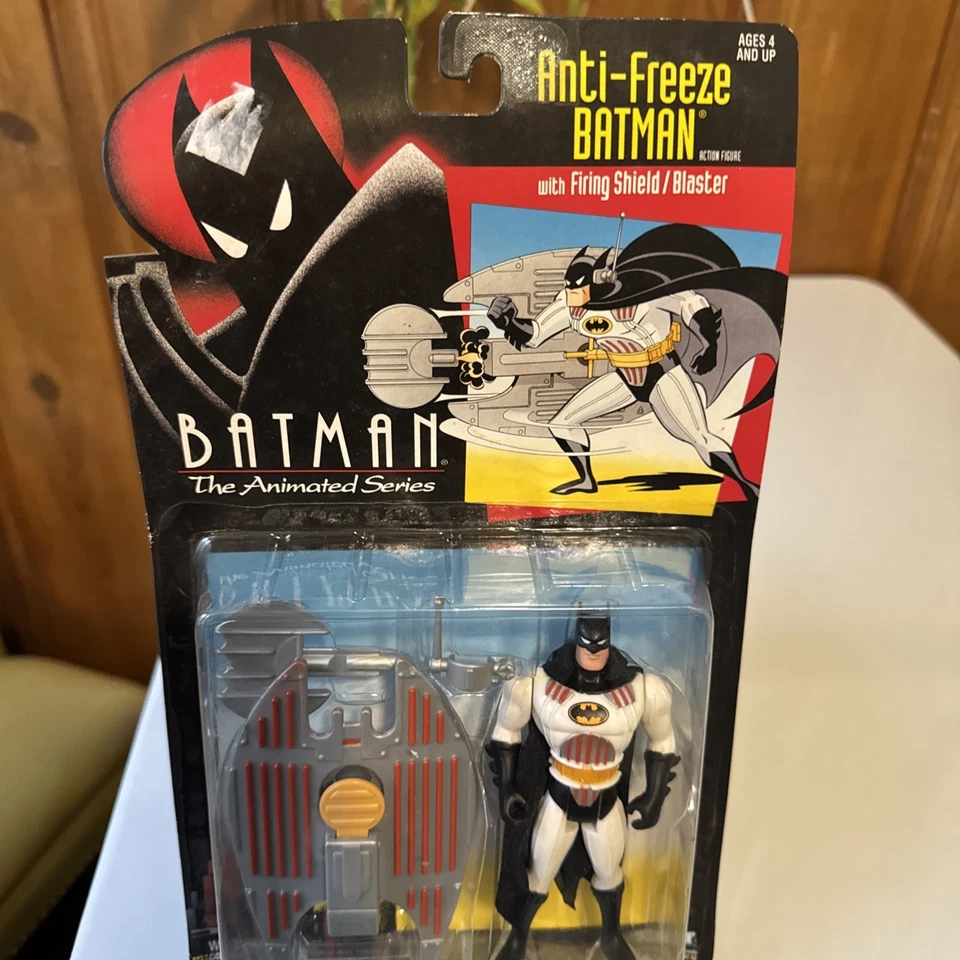 AGES 4
AND UP
Anti-Freeze
BATMAN®
ACTION FIGURE
with Firing Shield/Blaster
BATMAN®
The Animated Series